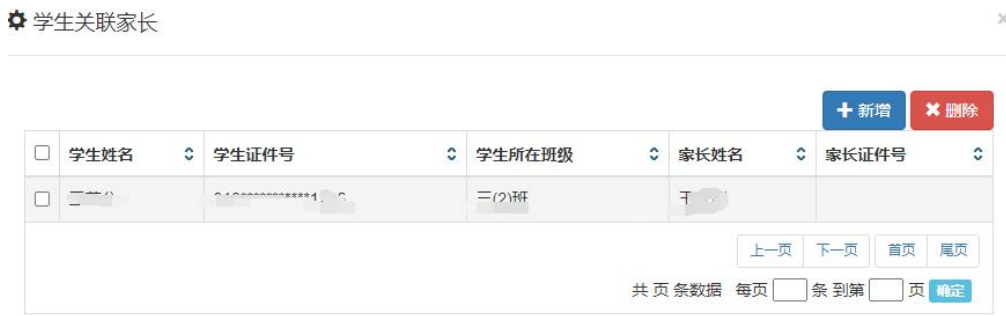 学生关联家长
新增 删除
学生姓名 学生证件号 学生所在班级 家长姓名 家长证件号
三(2)班
上一页 下一页 首页 尾页
共 页 条数据 每页 条 到第 页 确定